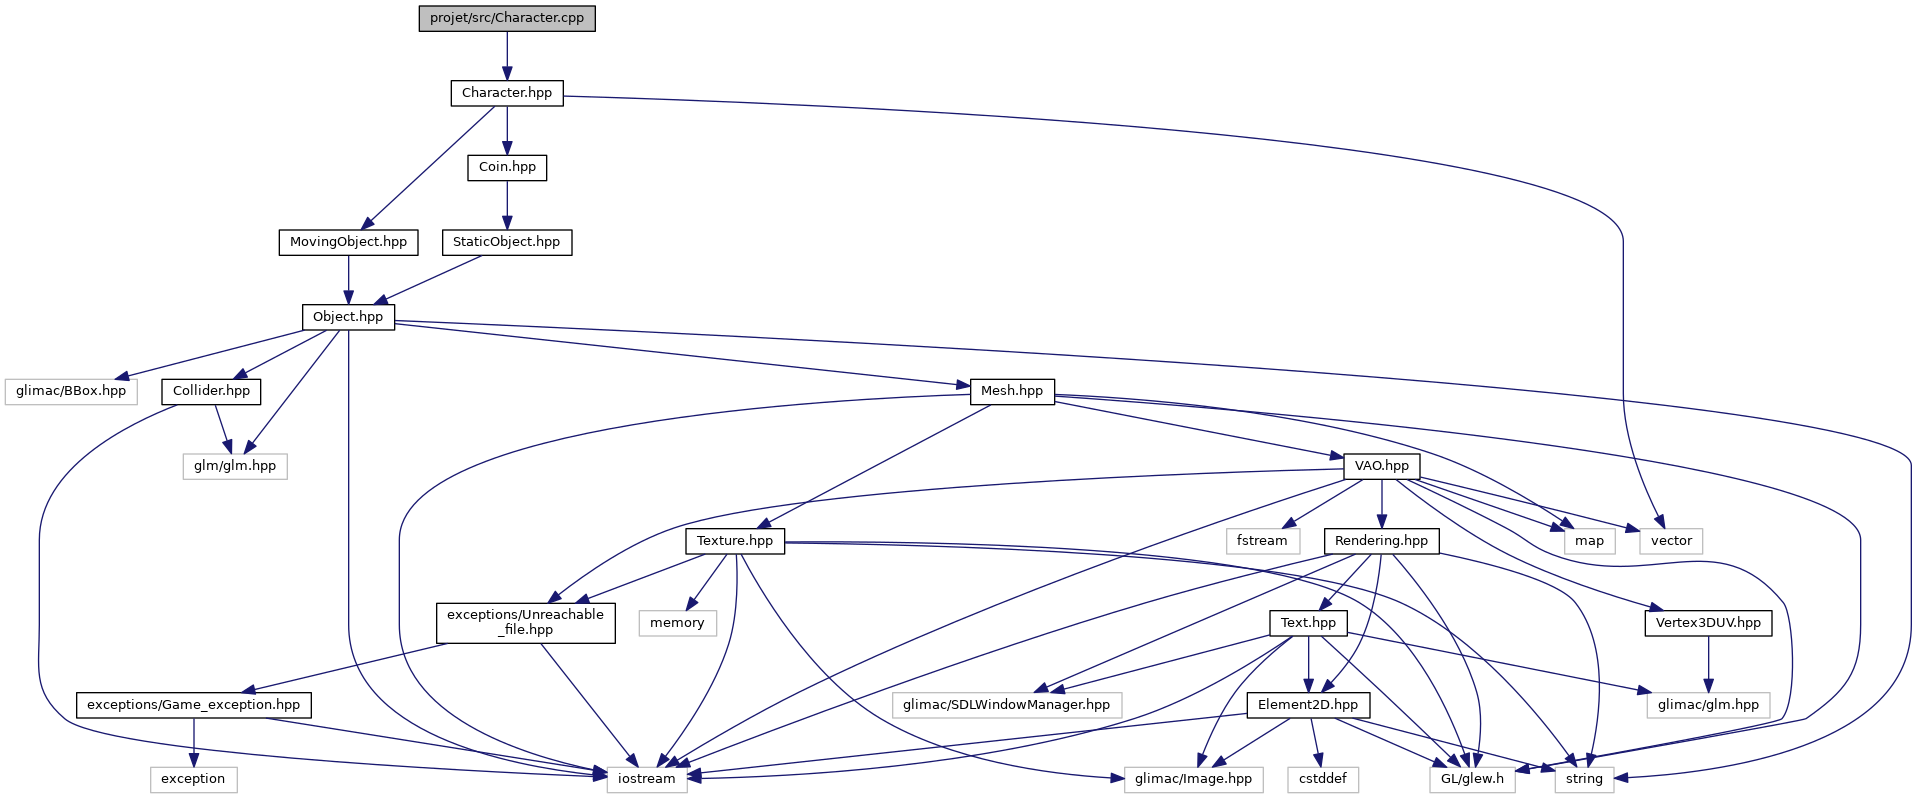 projet/src/Character.cpp
Character.hpp
Coin.hpp
MovingObject.hpp
StaticObject.hpp
Object.hpp
glimac/BBox.hpp
Collider.hpp
Mesh.hpp
glm/glm.hpp
VAO.hpp
Texture.hpp
fstream
Rendering.hpp
map
vector
exceptions/Unreachable
_file.hpp
memory
Text.hpp
Vertex3DUV.hpp
exceptions/Game_exception.hpp
glimac/SDLWindowManager.hpp
Element2D.hpp
glimac/glm.hpp
exception
iostream
glimac/Image.hpp
cstddef
GL/glew.h
string